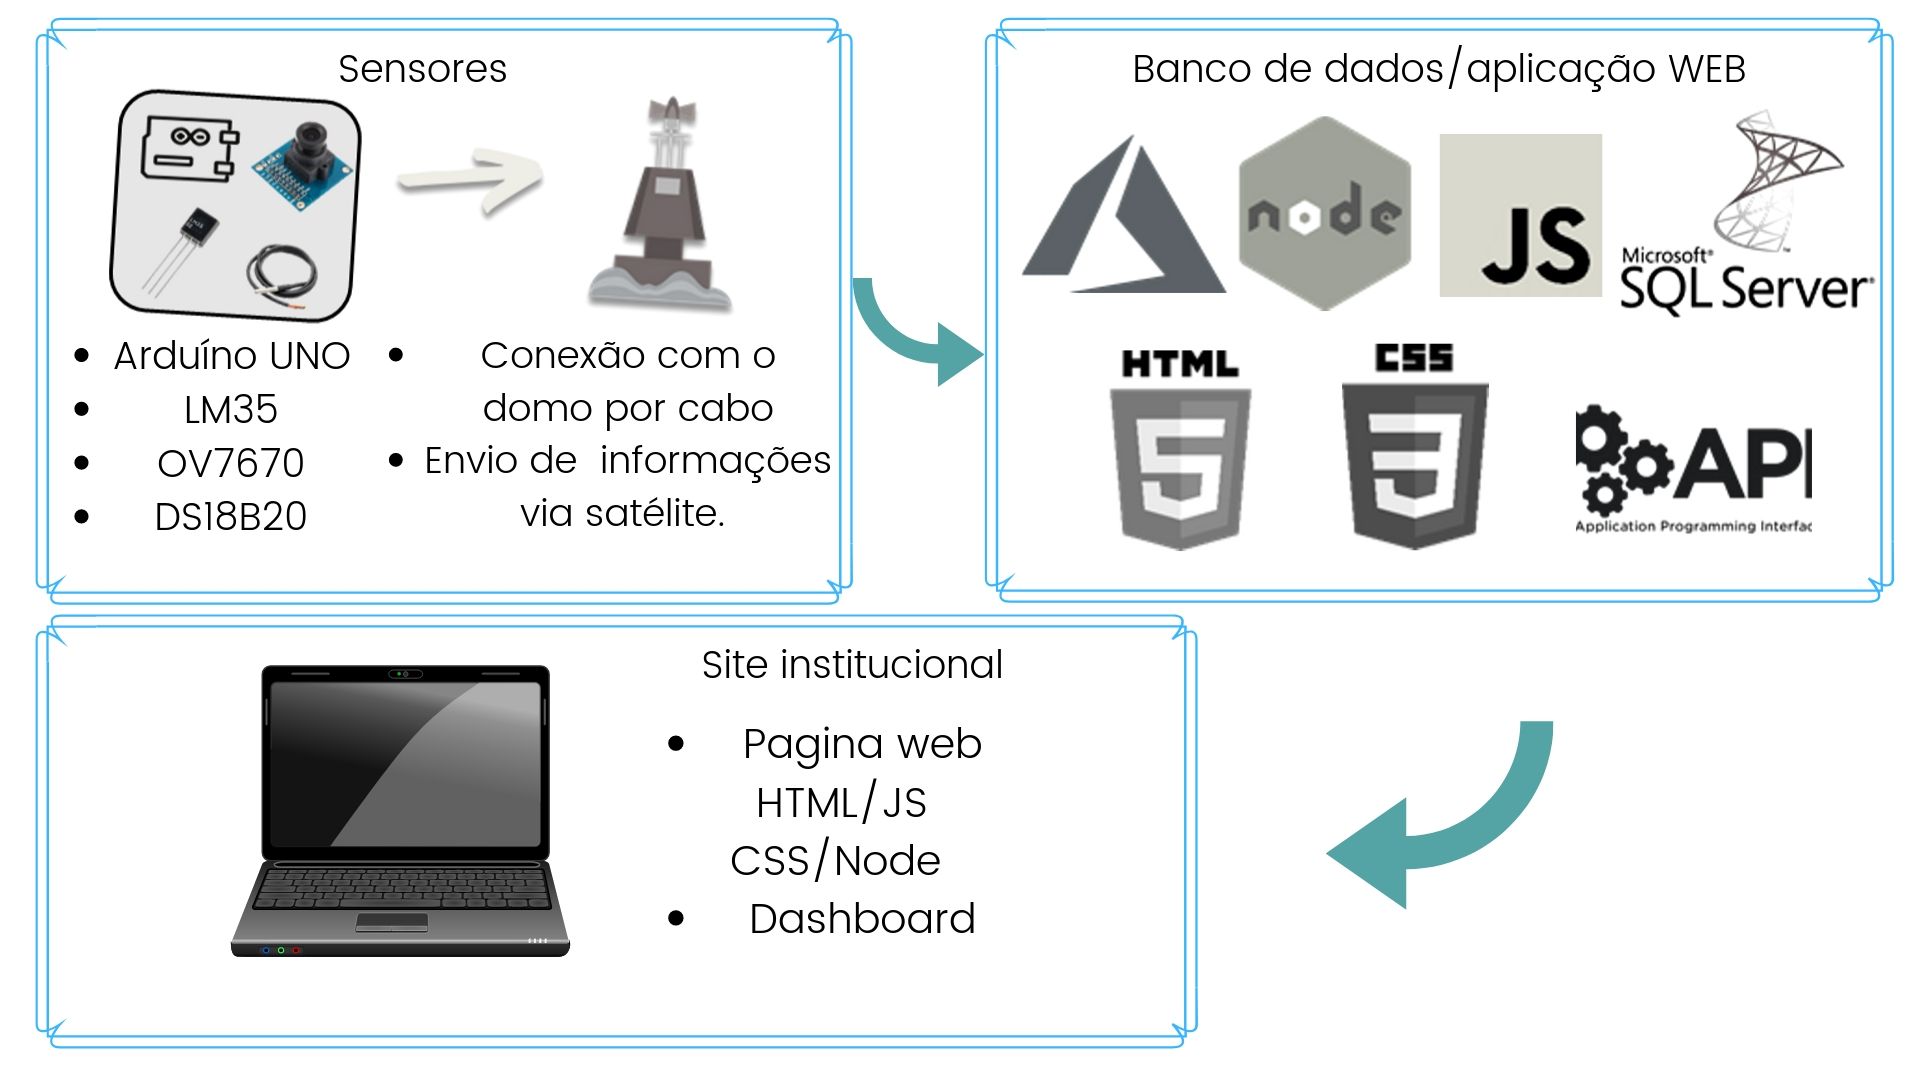 Sensores
• Arduíno UNO
• LM35
• OV7670
• DS18B20
• Conexão com o
domo por cabo
• Envio de informações
via satélite.
Banco de dados/aplicação WEB
node
JS
Microsoft®
SQL Server®
HTML
5
CSS
3
API
Application Programming Interfac
Site institucional
• Pagina web
HTML/JS
CSS/Node
• Dashboard